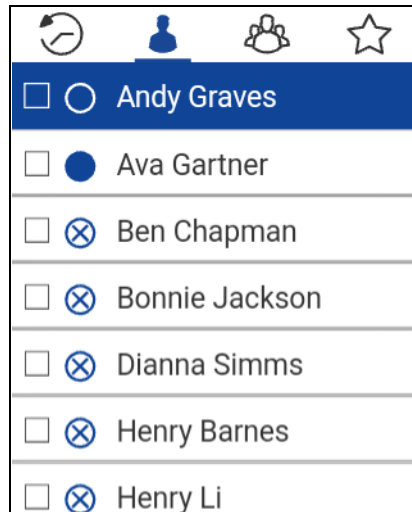 Andy Graves
Ava Gartner
Ben Chapman
Bonnie Jackson
Dianna Simms
Henry Barnes
Henry Li